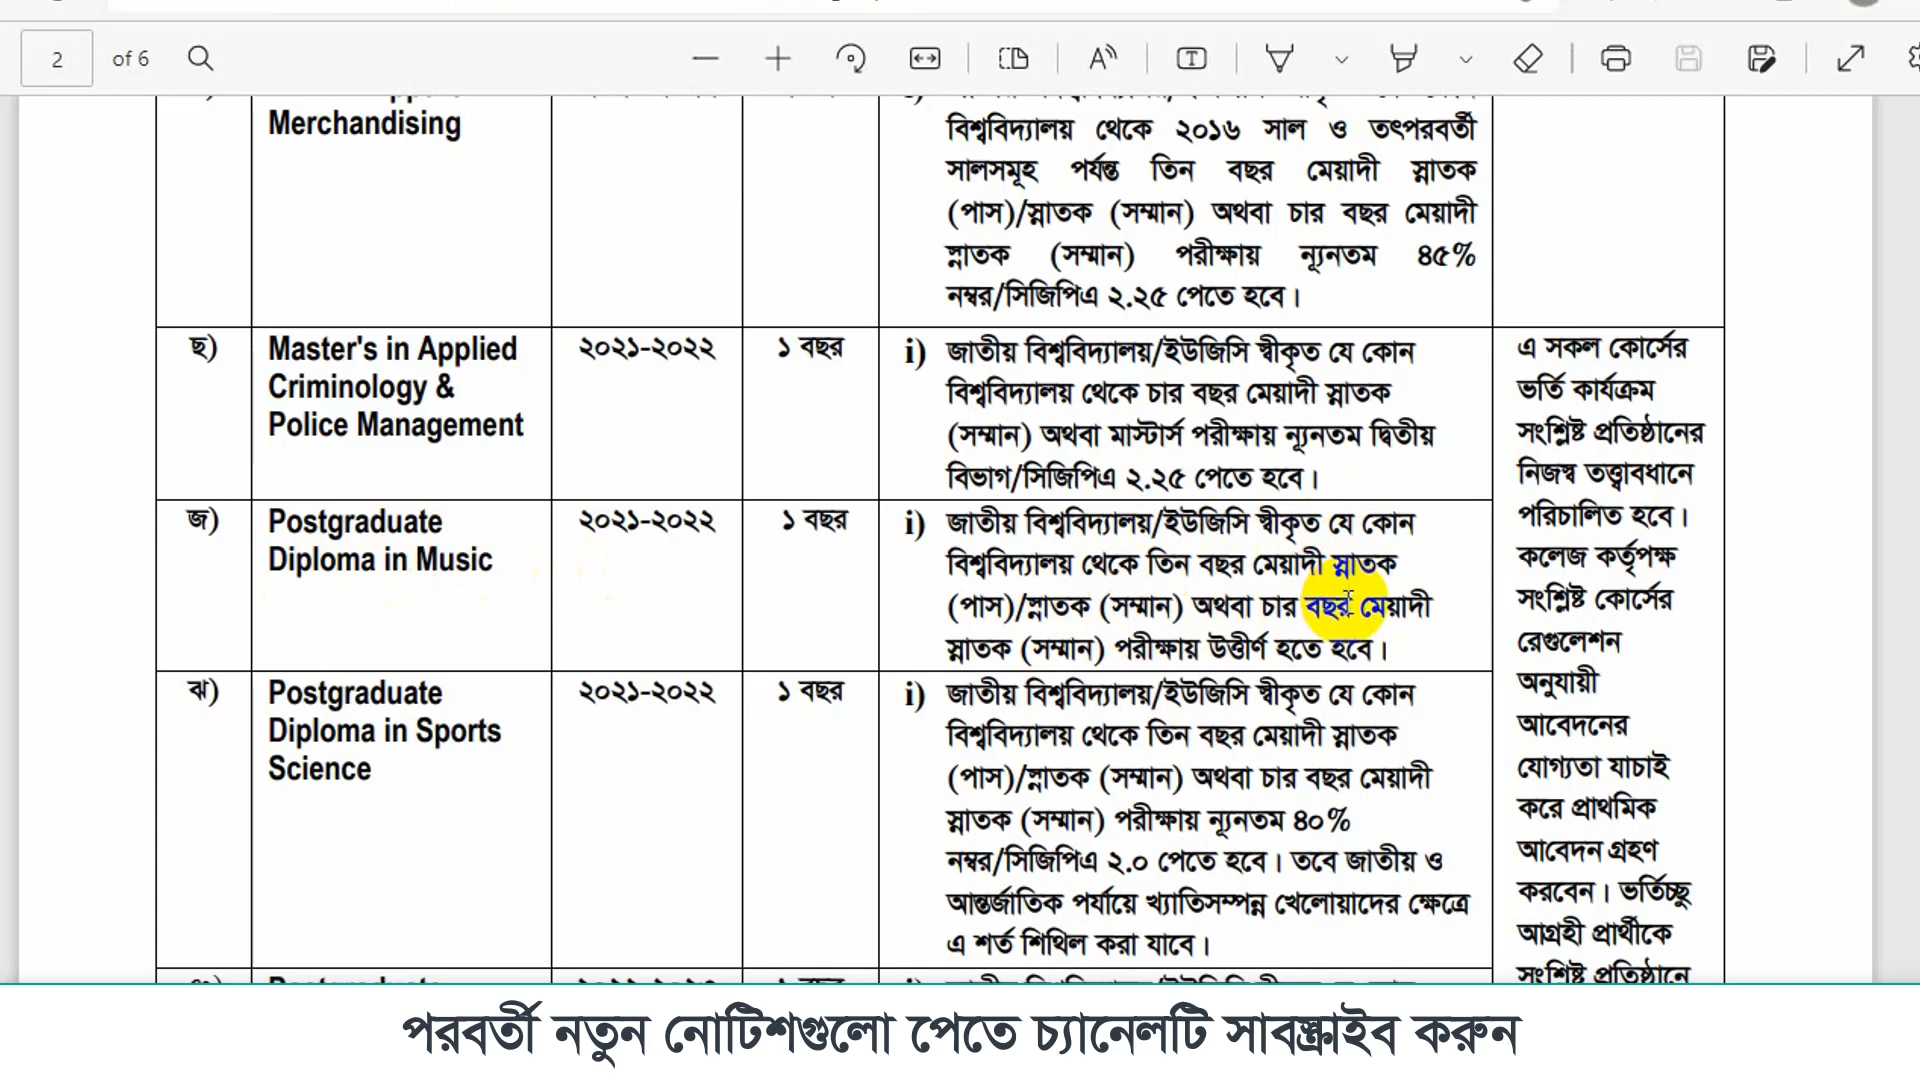 2 of 6
Merchandising
বিশ্ববিদ্যালয় থেকে ২০১৬ সাল ও তৎপরবর্তী
সালসমূহ পর্যন্ত তিন বছর মেয়াদী স্নাতক
(পাস)/স্নাতক (সম্মান) অথবা চার বছর মেয়াদী
স্নাতক (সম্মান) পরীক্ষায় ন্যূনতম ৪৫%
নম্বর/সিজিপিএ ২.২৫ পেতে হবে।
ছ)
Master's in Applied
Criminology &
Police Management
২০২১-২০২২
১ বছর
i) জাতীয় বিশ্ববিদ্যালয়/ইউজিসি স্বীকৃত যে কোন
বিশ্ববিদ্যালয় থেকে চার বছর মেয়াদী স্নাতক
(সম্মান) অথবা মাস্টার্স পরীক্ষায় ন্যূনতম দ্বিতীয়
বিভাগ/সিজিপিএ ২.২৫ পেতে হবে।
জ)
Postgraduate
Diploma in Music
২০২১-২০২২
১ বছর
i) জাতীয় বিশ্ববিদ্যালয়/ইউজিসি স্বীকৃত যে কোন
বিশ্ববিদ্যালয় থেকে তিন বছর মেয়াদী স্নাতক
(পাস)/স্নাতক (সম্মান) অথবা চার বছর মেয়াদী
স্নাতক (সম্মান) পরীক্ষায় উত্তীর্ণ হতে হবে।
ঝ)
Postgraduate
Diploma in Sports
Science
২০২১-২০২২
১ বছর
i) জাতীয় বিশ্ববিদ্যালয়/ইউজিসি স্বীকৃত যে কোন
বিশ্ববিদ্যালয় থেকে তিন বছর মেয়াদী স্নাতক
(পাস)/স্নাতক (সম্মান) অথবা চার বছর মেয়াদী
স্নাতক (সম্মান) পরীক্ষায় ন্যূনতম ৪০%
নম্বর/সিজিপিএ ২.০ পেতে হবে। তবে জাতীয় ও
আন্তর্জাতিক পর্যায়ে খ্যাতিসম্পন্ন খেলোয়াদের ক্ষেত্রে
এ শর্ত শিথিল করা যাবে।
এ সকল কোর্সের
ভর্তি কার্যক্রম
সংশ্লিষ্ট প্রতিষ্ঠানের
নিজস্ব তত্ত্বাবধানে
পরিচালিত হবে।
কলেজ কর্তৃপক্ষ
সংশ্লিষ্ট কোর্সের
রেগুলেশন
অনুযায়ী
আবেদনের
যোগ্যতা যাচাই
করে প্রাথমিক
আবেদন গ্রহণ
করবেন। ভর্তিচ্ছু
আগ্রহী প্রার্থীকে
সংশ্লিষ্ট প্রতিষ্ঠানে
পরবর্তী নতুন নোটিশগুলো পেতে চ্যানেলটি সাবস্ক্রাইব করুন